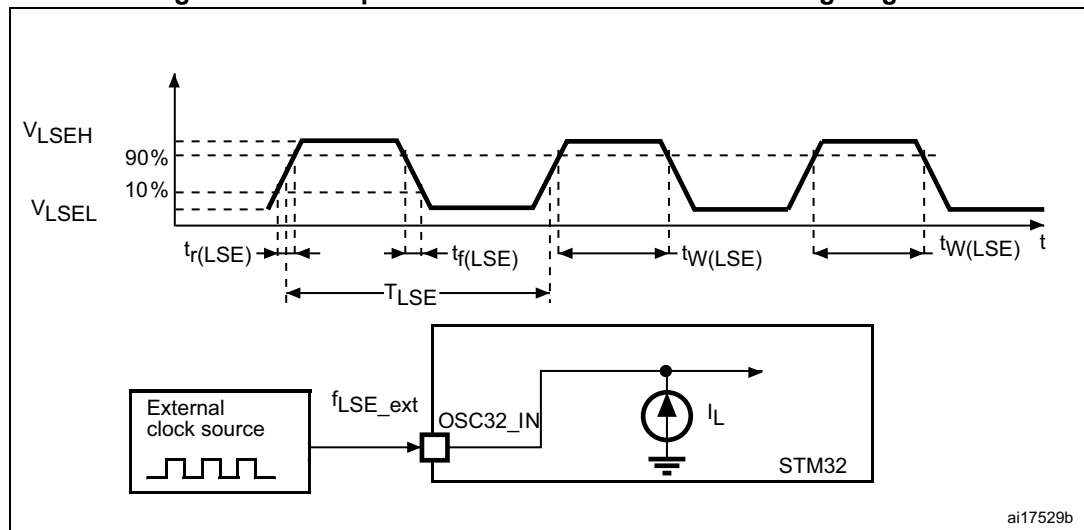 V_LSEH
90%
10%
V_LSEL
t_r(LSE)
t_f(LSE)
t_W(LSE)
t_W(LSE)
t
T_LSE
External
clock source
f_LSE_ext
OSC32_IN
I_L
STM32
ai17529b